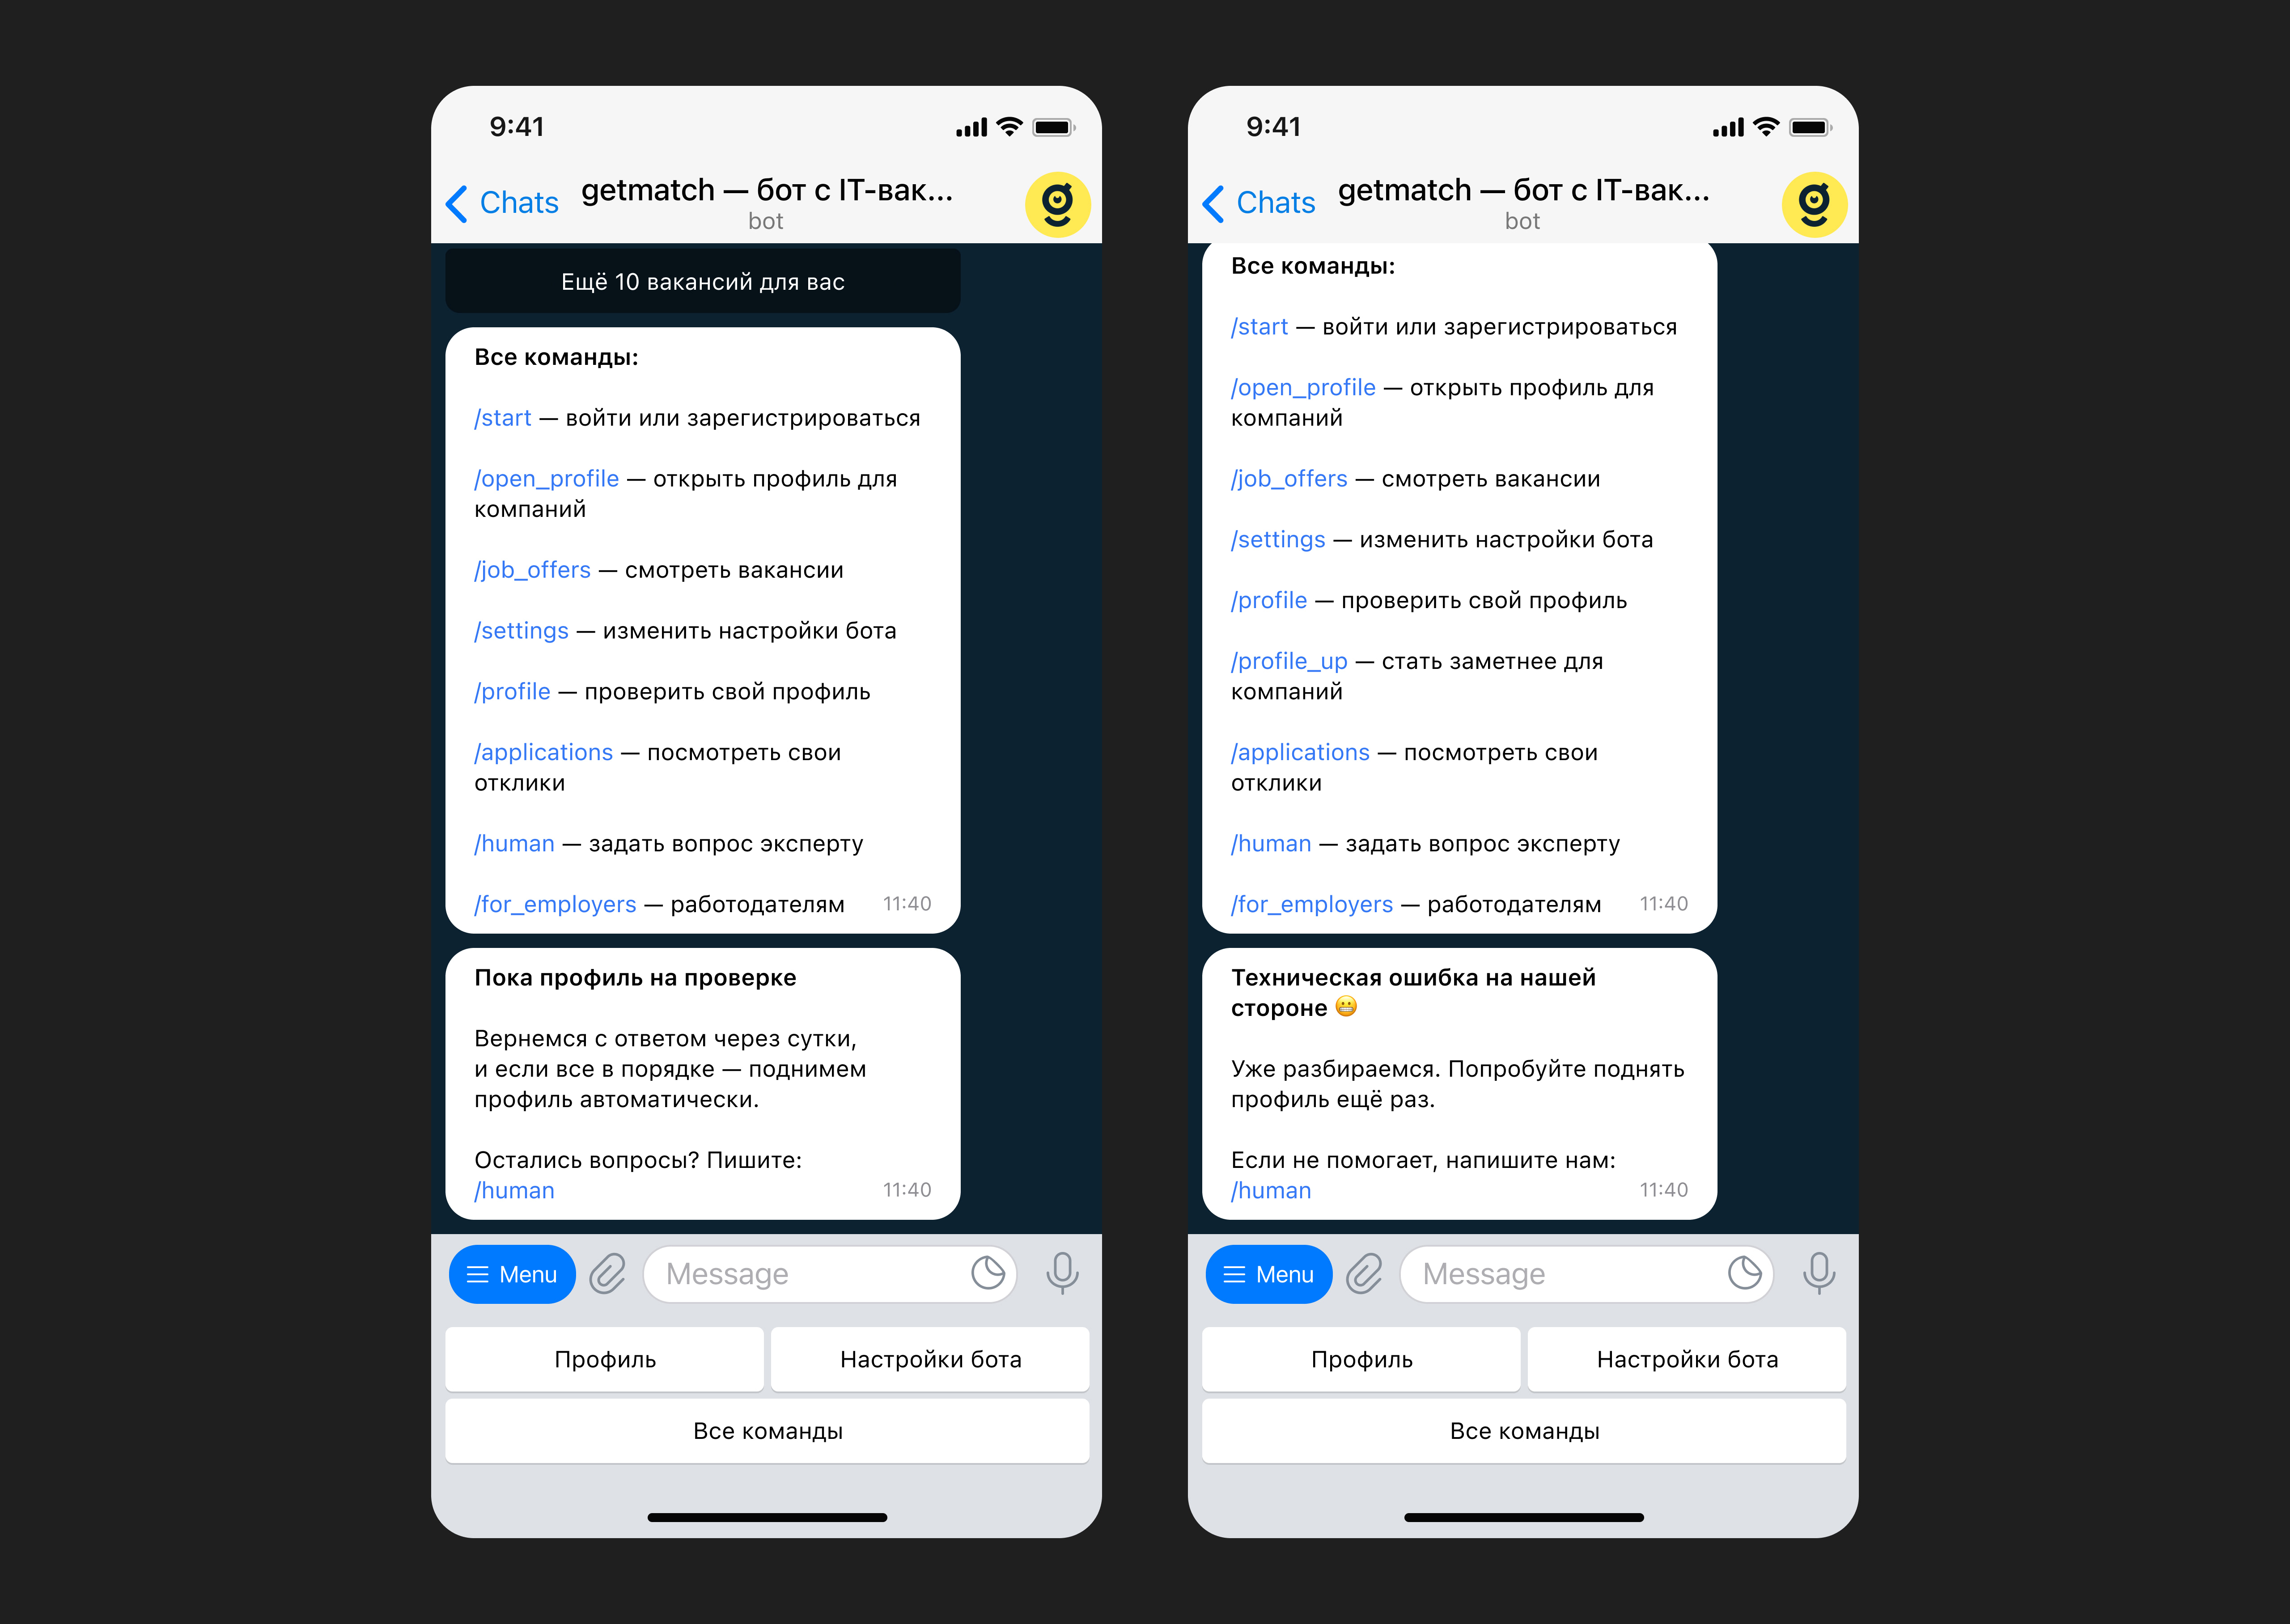 9:41
Chats
getmatch — бот с IT-вак...
bot
Ещё 10 вакансий для вас
Все команды:
/start — войти или зарегистрироваться
/open_profile — открыть профиль для
компаний
/job_offers — смотреть вакансии
/settings — изменить настройки бота
/profile — проверить свой профиль
/applications — посмотреть свои
отклики
/human — задать вопрос эксперту
/for_employers — работодателям 11:40
Пока профиль на проверке
Вернемся с ответом через сутки,
и если все в порядке — поднимем
профиль автоматически.
Остались вопросы? Пишите:
/human 11:40
Menu
Message
Профиль
Настройки бота
Все команды
9:41
Chats
getmatch — бот с IT-вак...
bot
Все команды:
/start — войти или зарегистрироваться
/open_profile — открыть профиль для
компаний
/job_offers — смотреть вакансии
/settings — изменить настройки бота
/profile — проверить свой профиль
/profile_up — стать заметнее для
компаний
/applications — посмотреть свои
отклики
/human — задать вопрос эксперту
/for_employers — работодателям 11:40
Техническая ошибка на нашей
стороне 😬
Уже разбираемся. Попробуйте поднять
профиль ещё раз.
Если не помогает, напишите нам:
/human 11:40
Menu
Message
Профиль
Настройки бота
Все команды